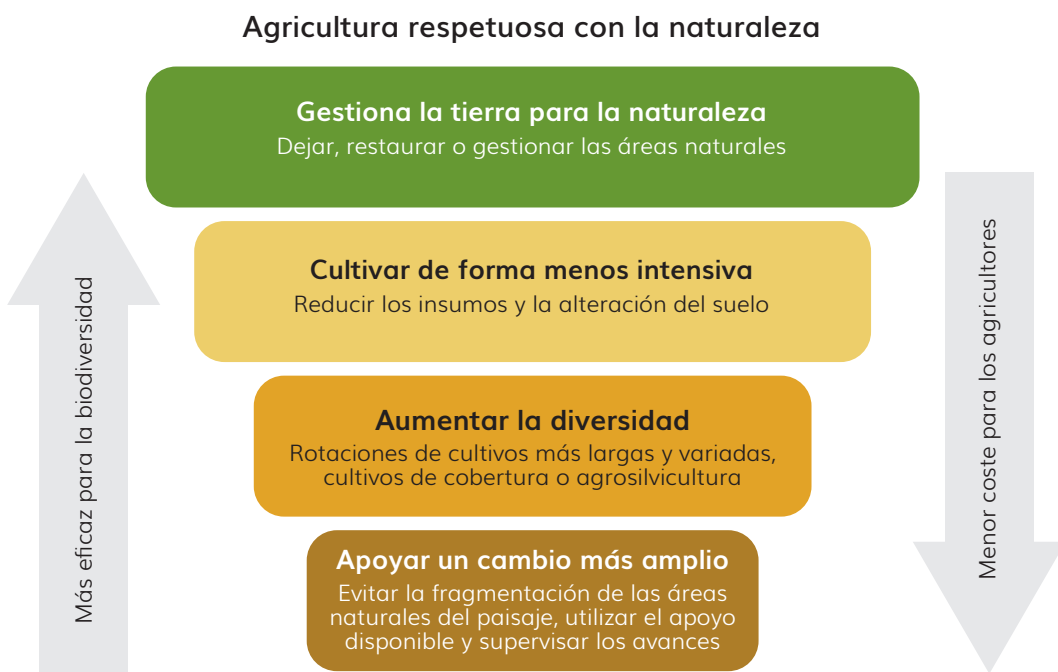 Agricultura respetuosa con la naturaleza
Gestiona la tierra para la naturaleza
Dejar, restaurar o gestionar las áreas naturales
Cultivar de forma menos intensiva
Reducir los insumos y la alteración del suelo
Aumentar la diversidad
Rotaciones de cultivos más largas y variadas,
cultivos de cobertura o agrosilvicultura
Apoyar un cambio más amplio
Evitar la fragmentación de las áreas
naturales del paisaje, utilizar el apoyo
disponible y supervisar los avances
Más eficaz para la biodiversidad
Menor coste para los agricultores